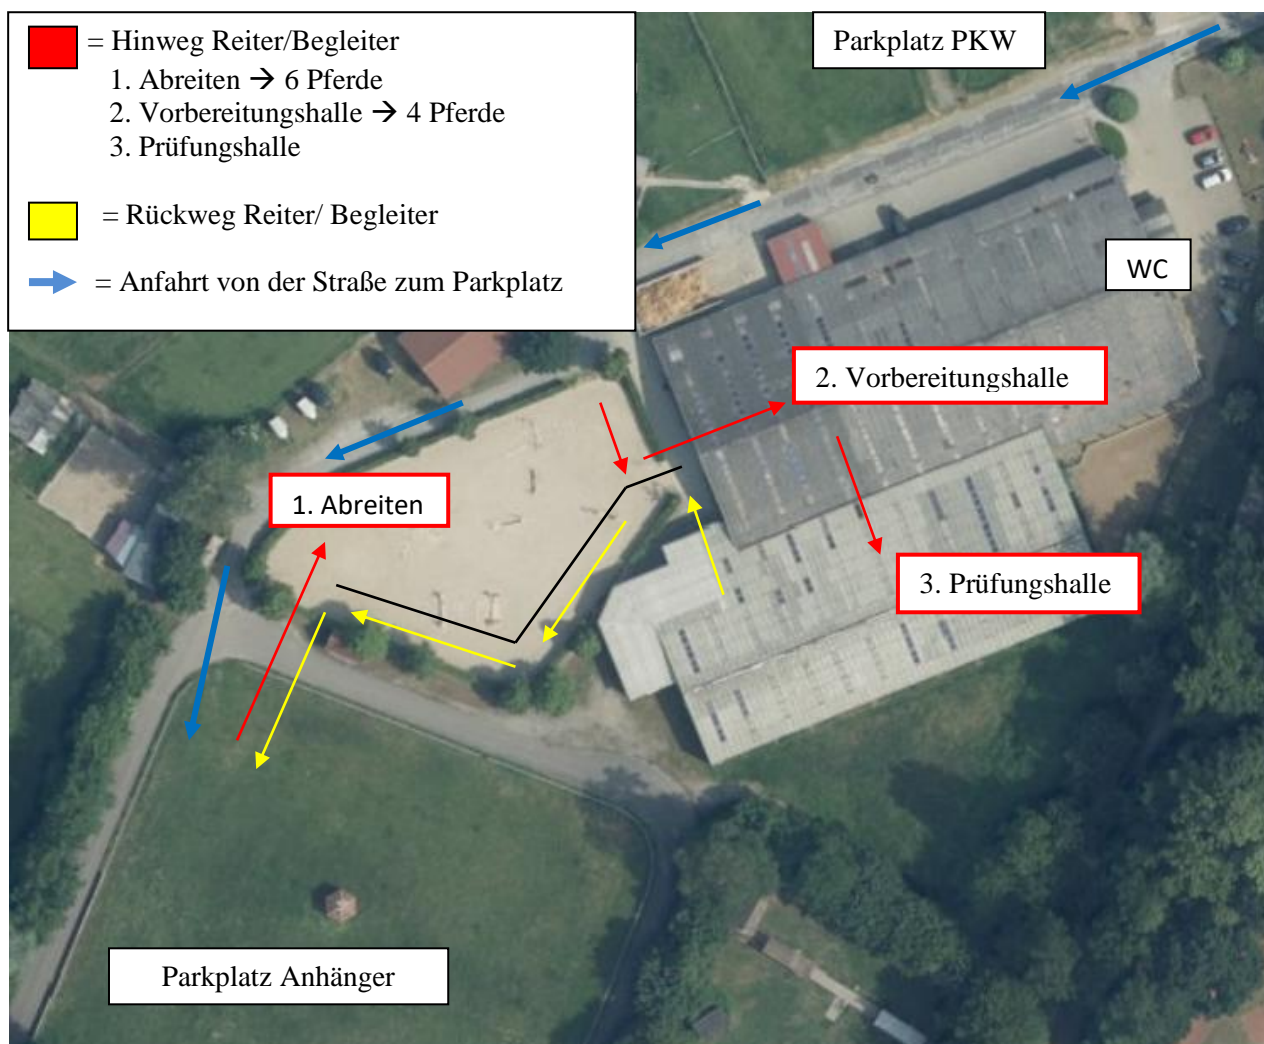 = Hinweg Reiter/Begleiter
1. Abreiten → 6 Pferde
2. Vorbereitungshalle → 4 Pferde
3. Prüfungshalle
= Rückweg Reiter/ Begleiter
= Anfahrt von der Straße zum Parkplatz
Parkplatz PKW
WC
2. Vorbereitungshalle
1. Abreiten
3. Prüfungshalle
Parkplatz Anhänger